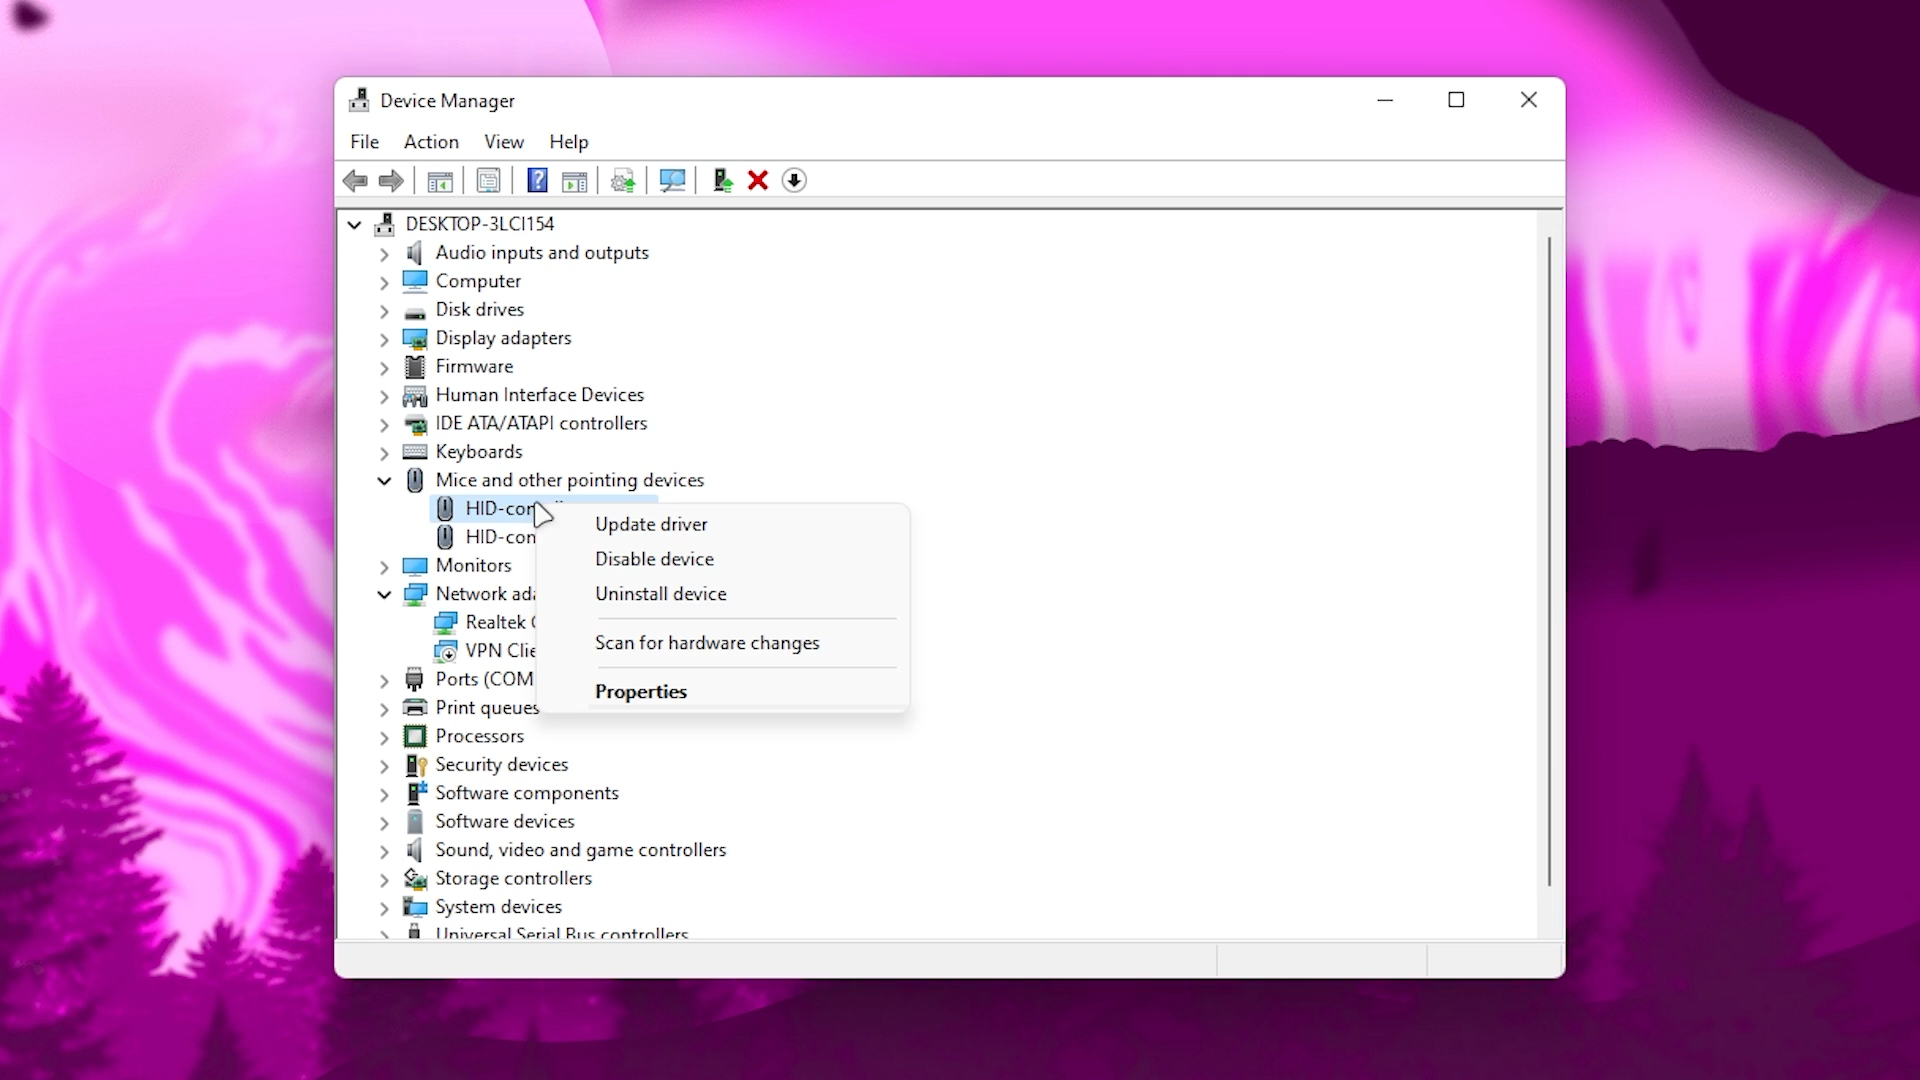 Device Manager
File Action View Help
DESKTOP-3LCI154
Audio inputs and outputs
Computer
Disk drives
Display adapters
Firmware
Human Interface Devices
IDE ATA/ATAPI controllers
Keyboards
Mice and other pointing devices
HID-con
HID-con
Update driver
Disable device
Uninstall device
Scan for hardware changes
Properties
Monitors
Network ada
Realtek
VPN Clie
Ports (COM
Print queues
Processors
Security devices
Software components
Software devices
Sound, video and game controllers
Storage controllers
System devices
Universal Serial Bus controllers